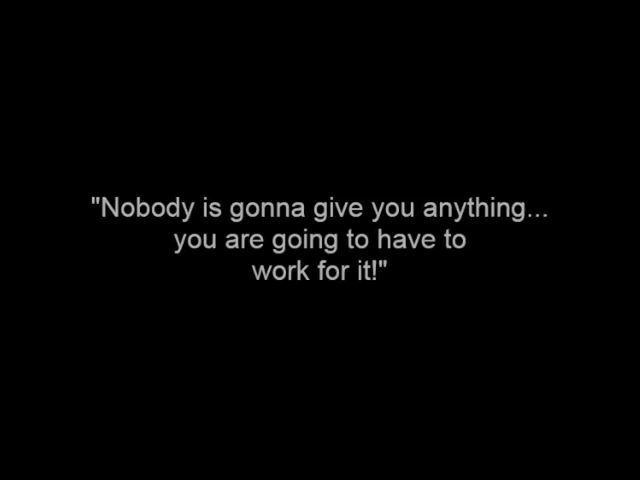 "Nobody is gonna give you anything...
you are going to have to
work for it!"